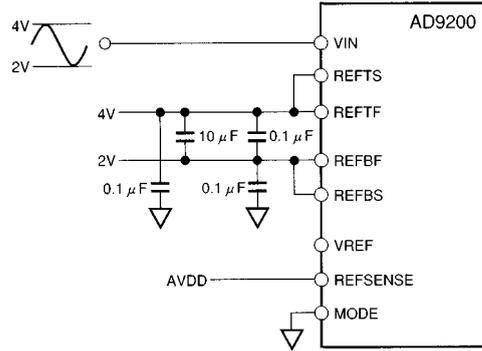 AD9200
4V
2V
VIN
REFTS
4V
REFTF
10 μF
0.1 μF
2V
REFBF
0.1 μF
0.1 μF
REFBS
VREF
AVDD
REFSENSE
MODE